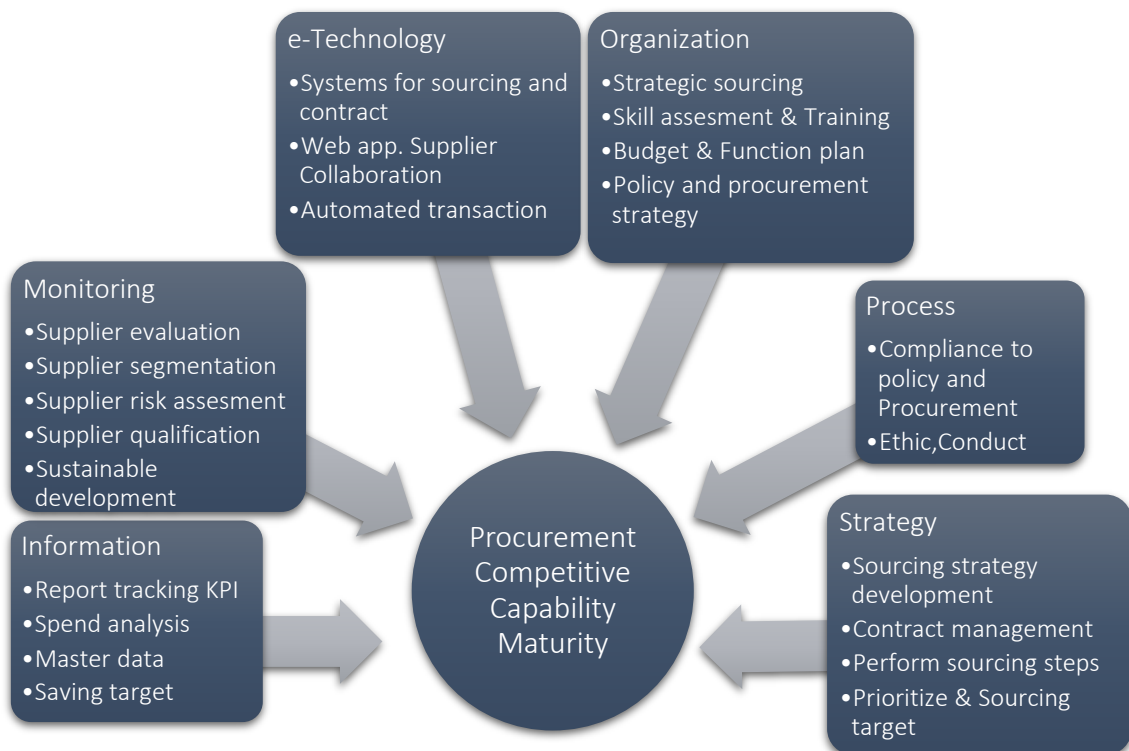 e-Technology
•Systems for sourcing and
contract
•Web app. Supplier
Collaboration
•Automated transaction
Organization
•Strategic sourcing
•Skill assesment & Training
•Budget & Function plan
•Policy and procurement
strategy
Monitoring
•Supplier evaluation
•Supplier segmentation
•Supplier risk assesment
•Supplier qualification
•Sustainable
development
Process
•Compliance to
policy and
Procurement
•Ethic,Conduct
Information
•Report tracking KPI
•Spend analysis
•Master data
•Saving target
Procurement
Competitive
Capability
Maturity
Strategy
•Sourcing strategy
development
•Contract management
•Perform sourcing steps
•Prioritize & Sourcing
target